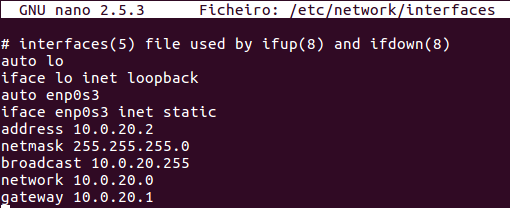 GNU nano 2.5.3 Ficheiro: /etc/network/interfaces
# interfaces(5) file used by ifup(8) and ifdown(8)
auto lo
iface lo inet loopback
auto enp0s3
iface enp0s3 inet static
address 10.0.20.2
netmask 255.255.255.0
broadcast 10.0.20.255
network 10.0.20.0
gateway 10.0.20.1